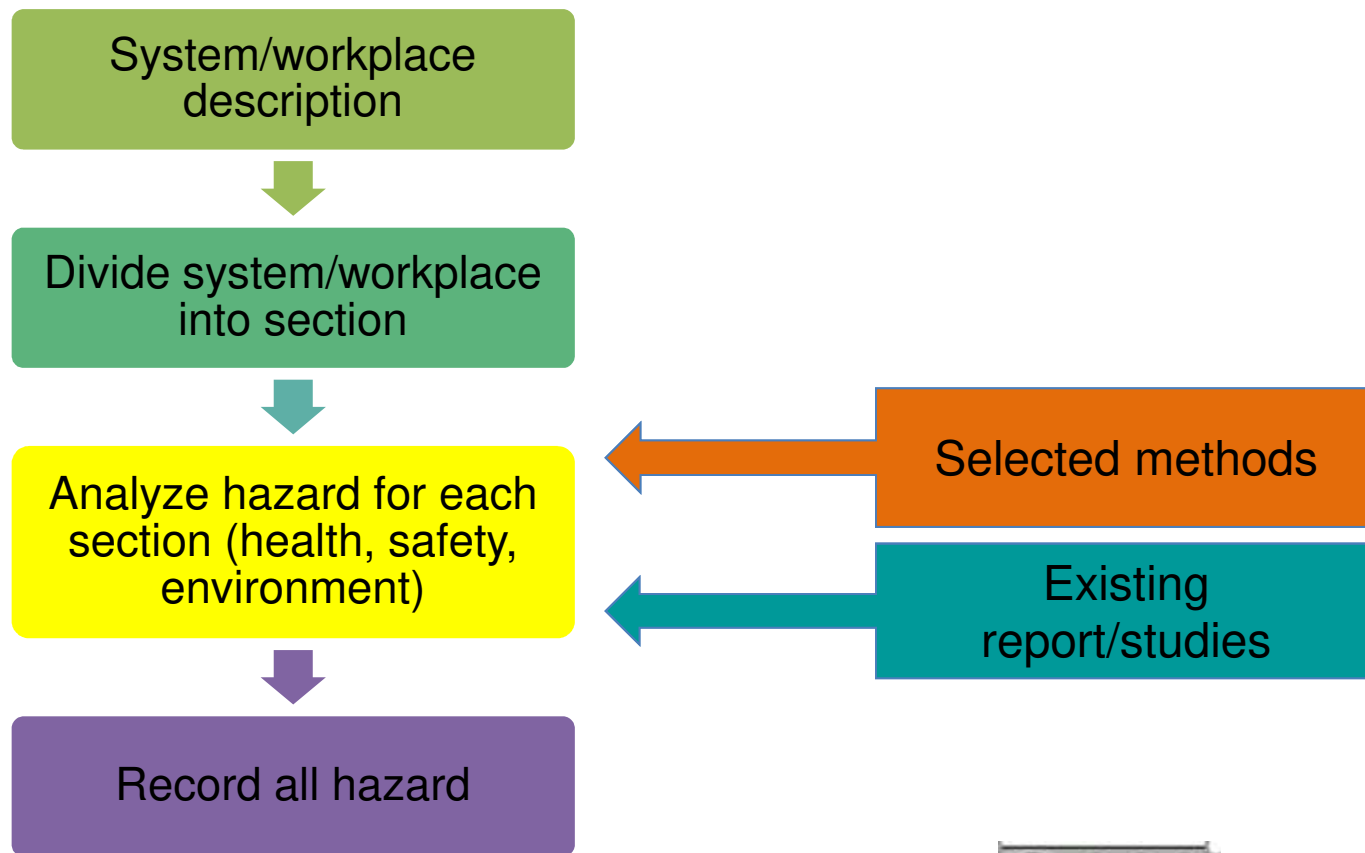 System/workplace
description
Divide system/workplace
into section
Analyze hazard for each
section (health, safety,
environment)
Selected methods
Existing
report/studies
Record all hazard